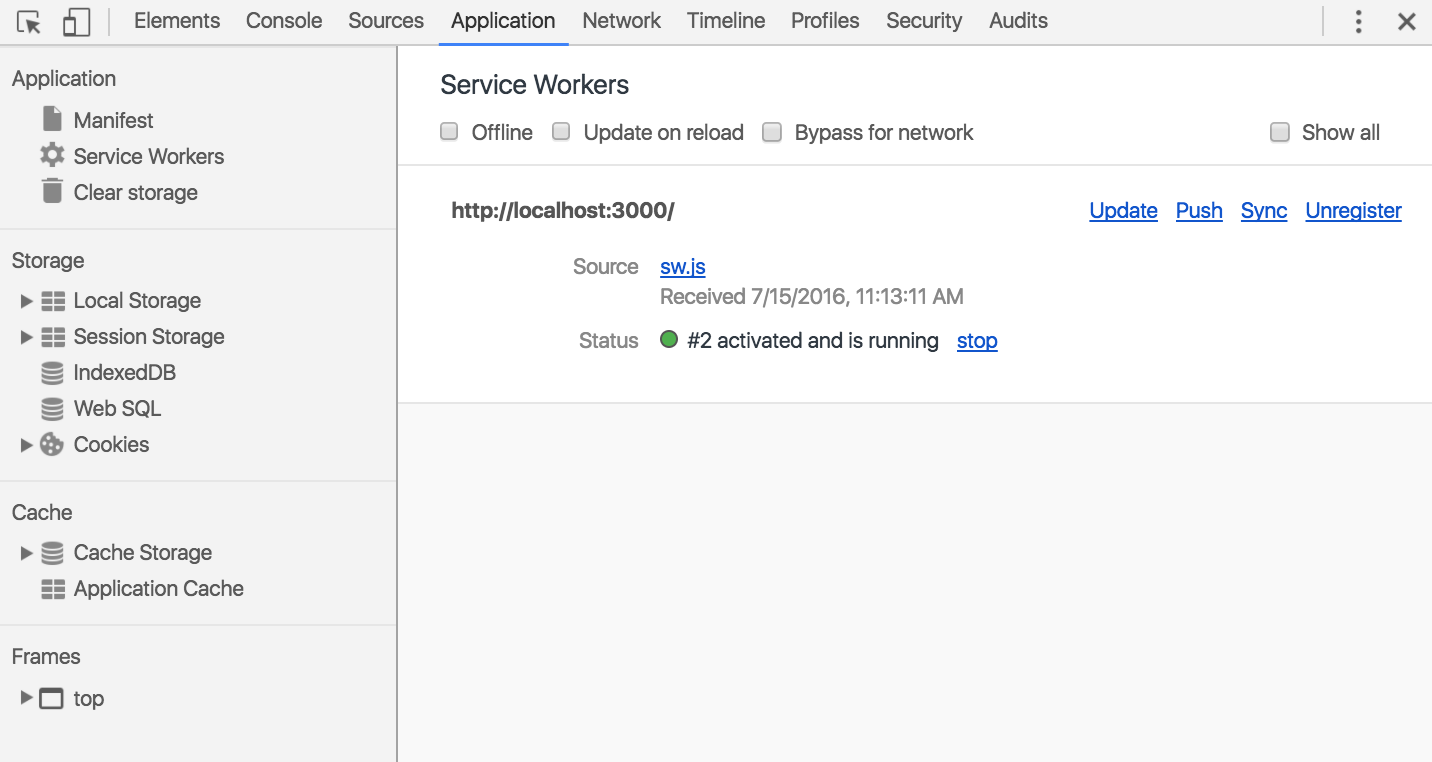 Elements Console Sources Application Network Timeline Profiles Security Audits
Application
Manifest
Service Workers
Clear storage
Storage
Local Storage
Session Storage
IndexedDB
Web SQL
Cookies
Cache
Cache Storage
Application Cache
Frames
top
Service Workers
Offline Update on reload Bypass for network Show all
http://localhost:3000/ Update Push Sync Unregister
Source sw.js
Received 7/15/2016, 11:13:11 AM
Status #2 activated and is running stop